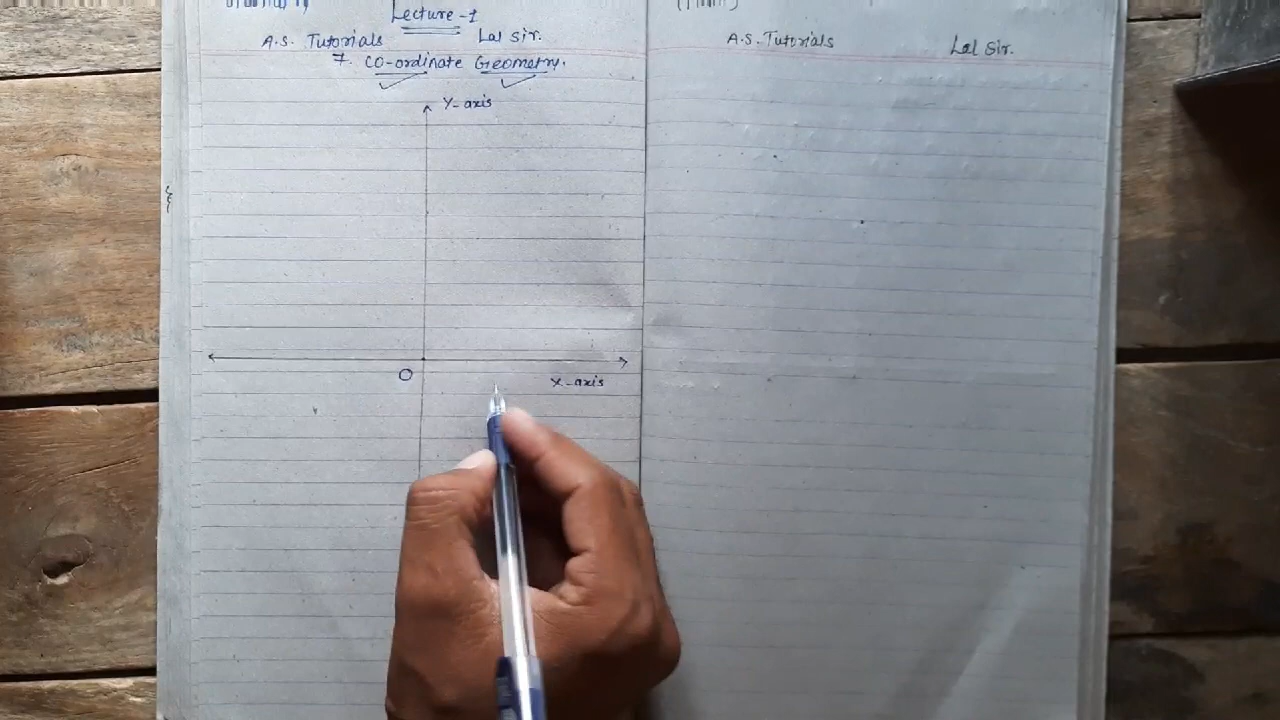 Lecture-1
A.S. Tutorials Lal Sir.
7. CO-ordinate Geometry.
Y-axis
O
X-axis
A.S. Tutorials Lal Sir.